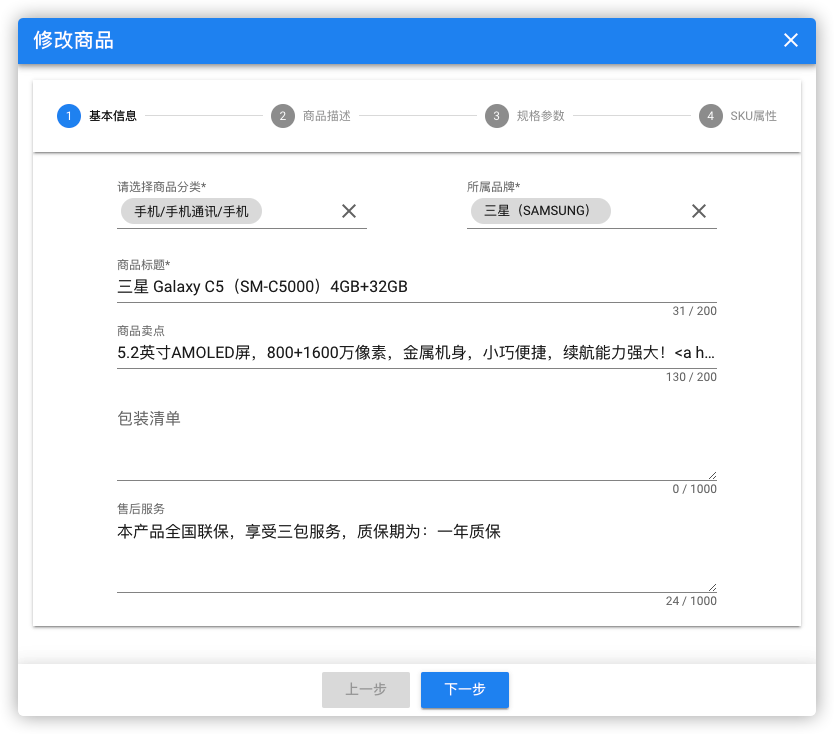 修改商品
1 基本信息 2 商品描述 3 规格参数 4 SKU属性
请选择商品分类* 所属品牌*
手机/手机通讯/手机 三星（SAMSUNG）
商品标题*
三星 Galaxy C5（SM-C5000）4GB+32GB
31 / 200
商品卖点
5.2英寸AMOLED屏，800+1600万像素，金属机身，小巧便捷，续航能力强大！<a h...
130 / 200
包装清单
0 / 1000
售后服务
本产品全国联保，享受三包服务，质保期为：一年质保
24 / 1000
上一步 下一步